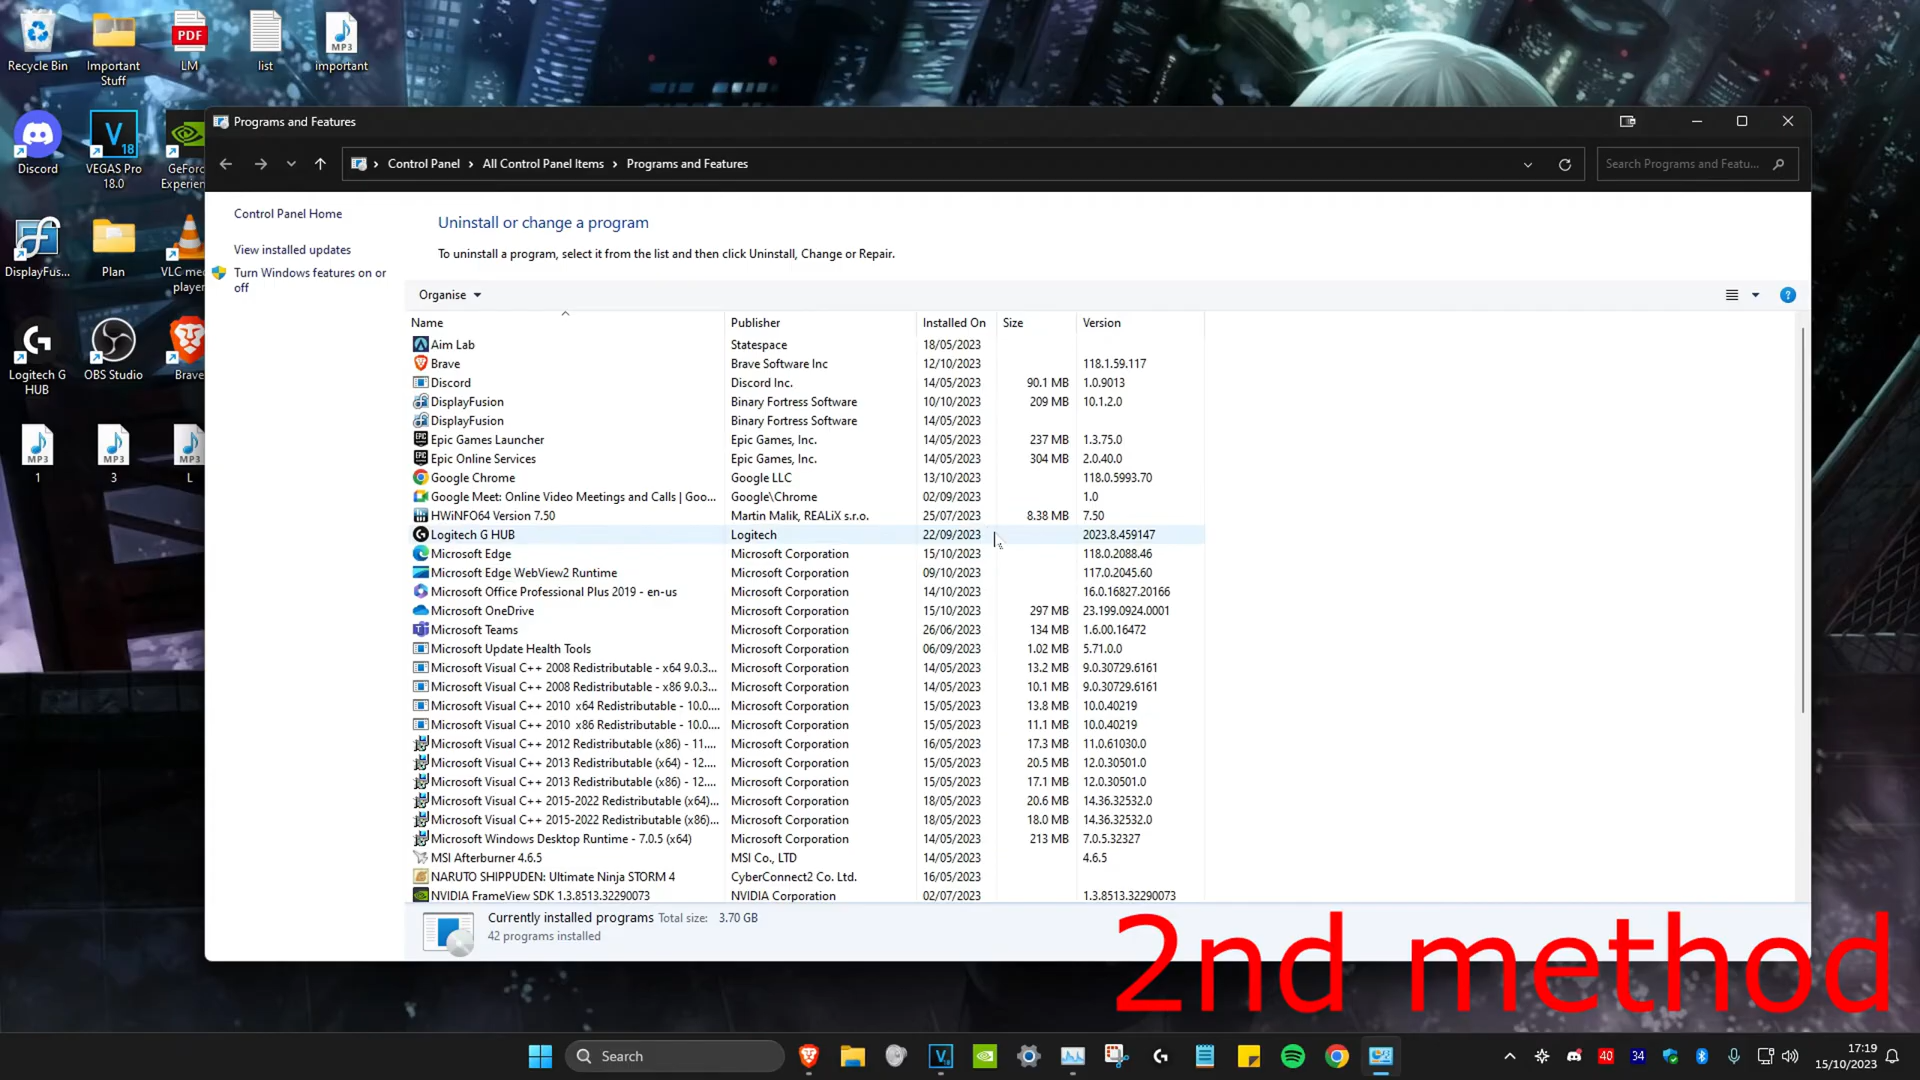 Recycle Bin
Important Stuff
LM
list
important
PDF
MP3
Discord
VEGAS Pro 18.0
GeForce Experien
V
18
DisplayFus...
Plan
VLC med player
Logitech G HUB
OBS Studio
Brave
MP3
MP3
MP3
1
3
L
Programs and Features
Control Panel
All Control Panel Items
Programs and Features
Search Programs and Featu...
Control Panel Home
View installed updates
Turn Windows features on or off
Uninstall or change a program
To uninstall a program, select it from the list and then click Uninstall, Change or Repair.
Organise
Name Publisher Installed On Size Version
Aim Lab Statespace 18/05/2023
Brave Brave Software Inc 12/10/2023 118.1.59.117
Discord Discord Inc. 14/05/2023 90.1 MB 1.0.9013
DisplayFusion Binary Fortress Software 10/10/2023 209 MB 10.1.2.0
DisplayFusion Binary Fortress Software 14/05/2023
Epic Games Launcher Epic Games, Inc. 14/05/2023 237 MB 1.3.75.0
Epic Online Services Epic Games, Inc. 14/05/2023 304 MB 2.0.40.0
Google Chrome Google LLC 13/10/2023 118.0.5993.70
Google Meet: Online Video Meetings and Calls | Goo... Google\Chrome 02/09/2023 1.0
HWiNFO64 Version 7.50 Martin Malik, REALiX s.r.o. 25/07/2023 8.38 MB 7.50
Logitech G HUB Logitech 22/09/2023 2023.8.459147
Microsoft Edge Microsoft Corporation 15/10/2023 118.0.2088.46
Microsoft Edge WebView2 Runtime Microsoft Corporation 09/10/2023 117.0.2045.60
Microsoft Office Professional Plus 2019 - en-us Microsoft Corporation 14/10/2023 16.0.16827.20166
Microsoft OneDrive Microsoft Corporation 15/10/2023 297 MB 23.199.0924.0001
Microsoft Teams Microsoft Corporation 26/06/2023 134 MB 1.6.00.16472
Microsoft Update Health Tools Microsoft Corporation 06/09/2023 1.02 MB 5.71.0.0
Microsoft Visual C++ 2008 Redistributable - x64 9.0.3... Microsoft Corporation 14/05/2023 13.2 MB 9.0.30729.6161
Microsoft Visual C++ 2008 Redistributable - x86 9.0.3... Microsoft Corporation 14/05/2023 10.1 MB 9.0.30729.6161
Microsoft Visual C++ 2010 x64 Redistributable - 10.0.... Microsoft Corporation 15/05/2023 13.8 MB 10.0.40219
Microsoft Visual C++ 2010 x86 Redistributable - 10.0.... Microsoft Corporation 15/05/2023 11.1 MB 10.0.40219
Microsoft Visual C++ 2012 Redistributable (x86) - 11.... Microsoft Corporation 16/05/2023 17.3 MB 11.0.61030.0
Microsoft Visual C++ 2013 Redistributable (x64) - 12.... Microsoft Corporation 15/05/2023 20.5 MB 12.0.30501.0
Microsoft Visual C++ 2013 Redistributable (x86) - 12.... Microsoft Corporation 15/05/2023 17.1 MB 12.0.30501.0
Microsoft Visual C++ 2015-2022 Redistributable (x64)... Microsoft Corporation 18/05/2023 20.6 MB 14.36.32532.0
Microsoft Visual C++ 2015-2022 Redistributable (x86)... Microsoft Corporation 18/05/2023 18.0 MB 14.36.32532.0
Microsoft Windows Desktop Runtime - 7.0.5 (x64) Microsoft Corporation 14/05/2023 213 MB 7.0.5.32327
MSI Afterburner 4.6.5 MSI Co., LTD 14/05/2023 4.6.5
NARUTO SHIPPUDEN: Ultimate Ninja STORM 4 CyberConnect2 Co. Ltd. 16/05/2023
NVIDIA FrameView SDK 1.3.8513.32290073 NVIDIA Corporation 02/07/2023 1.3.8513.32290073
Currently installed programs Total size: 3.70 GB
42 programs installed
2nd method
Search
40
34
17:19
15/10/2023